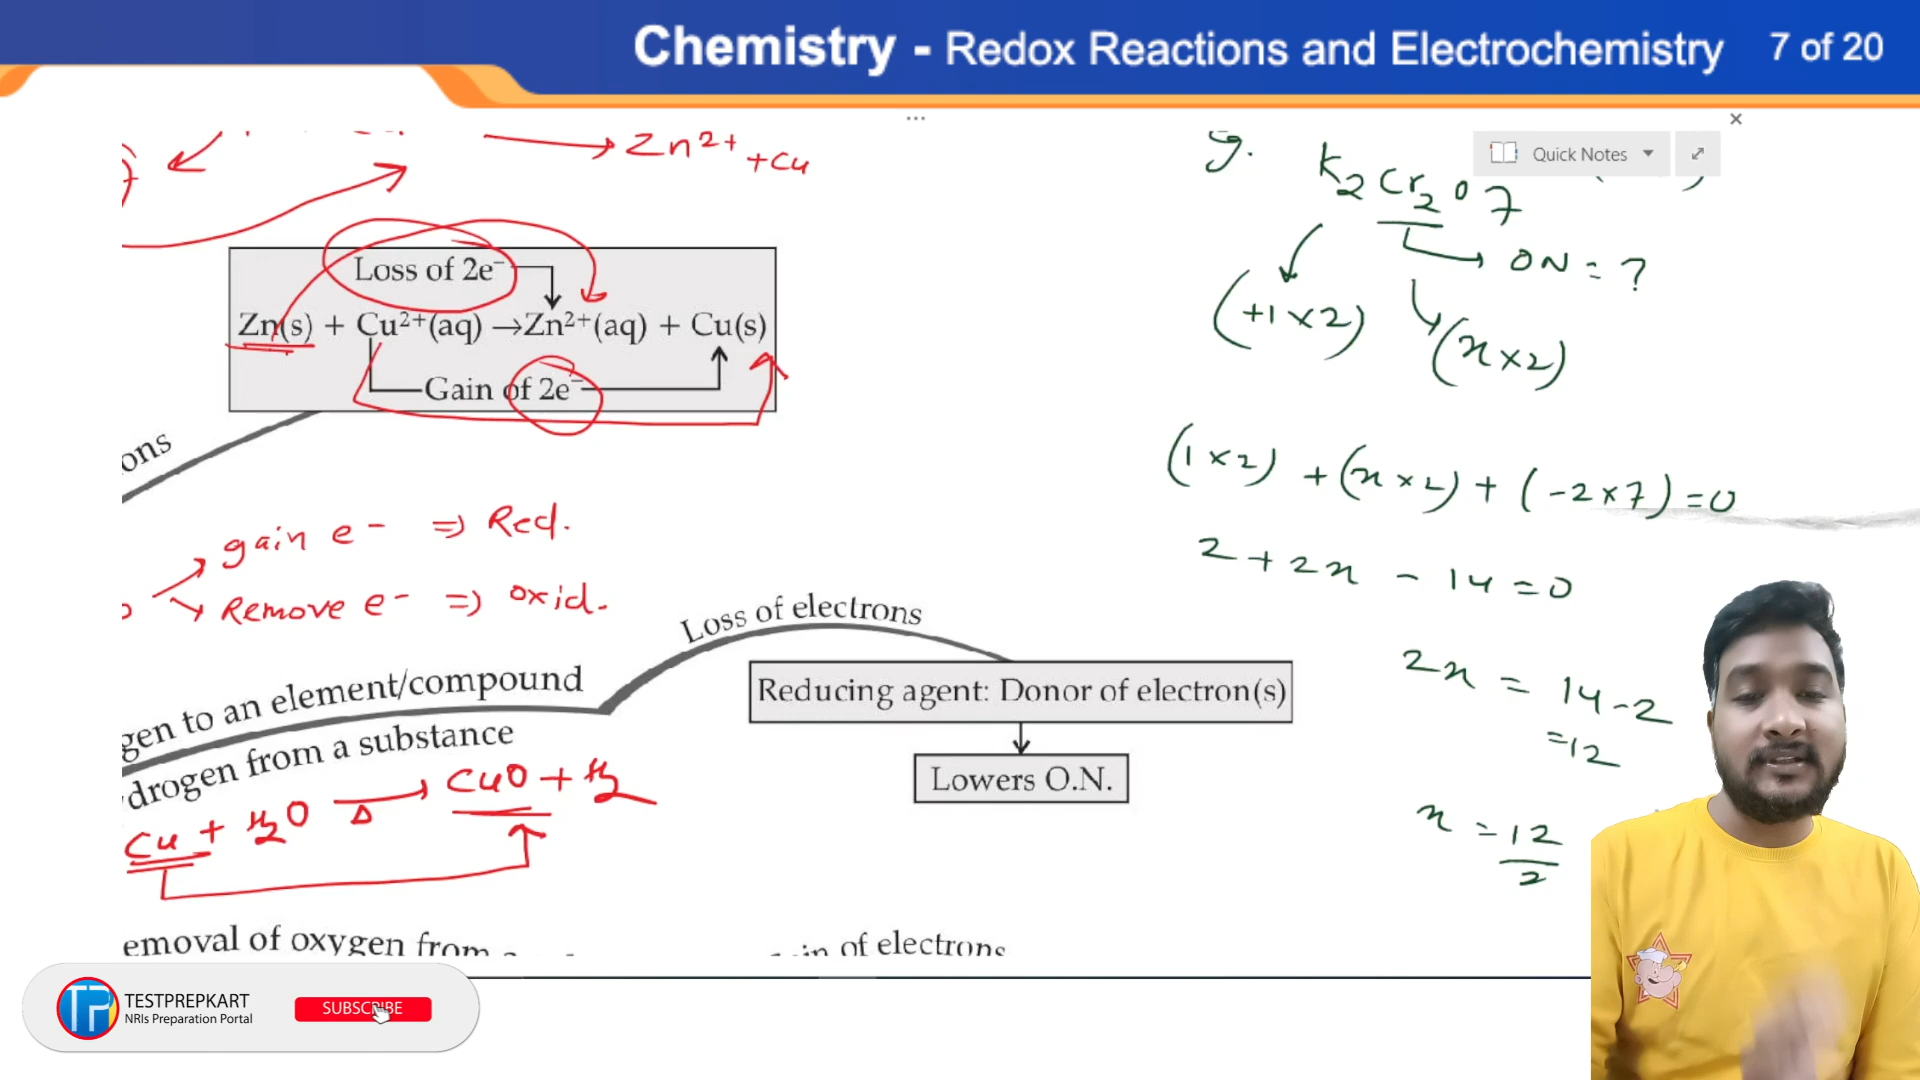 Chemistry - Redox Reactions and Electrochemistry 7 of 20
Quick Notes
→ Zn2+ + Cu
Loss of 2e⁻
Zn(s) + Cu²⁺(aq) →Zn²⁺(aq) + Cu(s)
Gain of 2e⁻
ons
gain e- => Red.
Remove e- => oxid.
Loss of electrons
Reducing agent: Donor of electron(s)
Lowers O.N.
gen to an element/compound
drogen from a substance
Cu + H2O →Δ CuO + H2
emoval of oxygen from
in of electrons
K2Cr2O7
ON = ?
(+1×2) (x×2)
(1×2) + (x×2) + (-2×7) = 0
2 + 2x - 14 = 0
2x = 14-2
=12
x = 12
2
TESTPREPKART
NRIs Preparation Portal
SUBSCRIBE